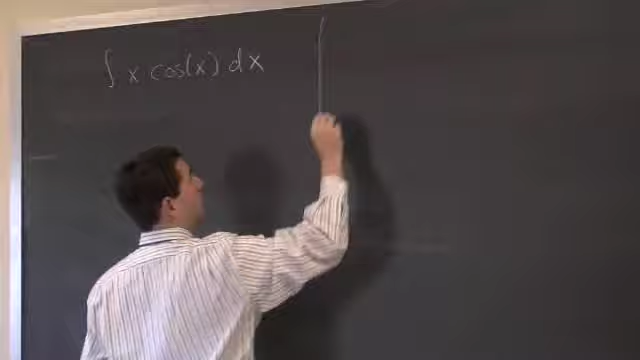 ∫ x cos(x) dx